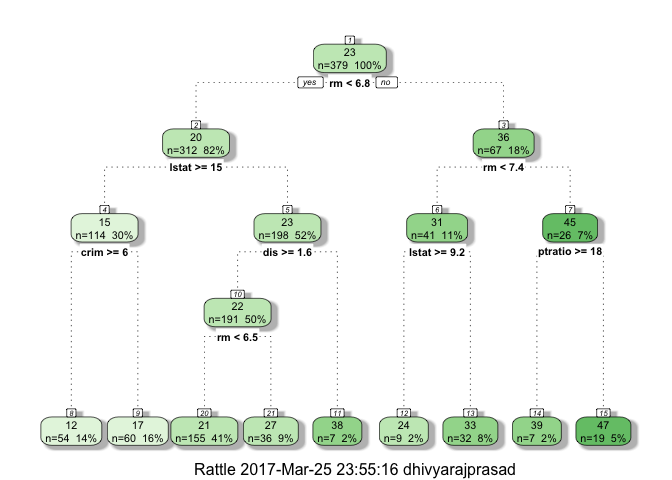 1
23
n=379 100%
yes rm < 6.8 no
2 3
20 36
n=312 82% n=67 18%
lstat >= 15 rm < 7.4
4 5 6 7
15 23 31 45
n=114 30% n=198 52% n=41 11% n=26 7%
crim >= 6 dis >= 1.6 lstat >= 9.2 ptratio >= 18
10
22
n=191 50%
rm < 6.5
8 9 20 21 11 12 13 14 15
12 17 21 27 38 24 33 39 47
n=54 14% n=60 16% n=155 41% n=36 9% n=7 2% n=9 2% n=32 8% n=7 2% n=19 5%
Rattle 2017-Mar-25 23:55:16 dhivyarajprasad